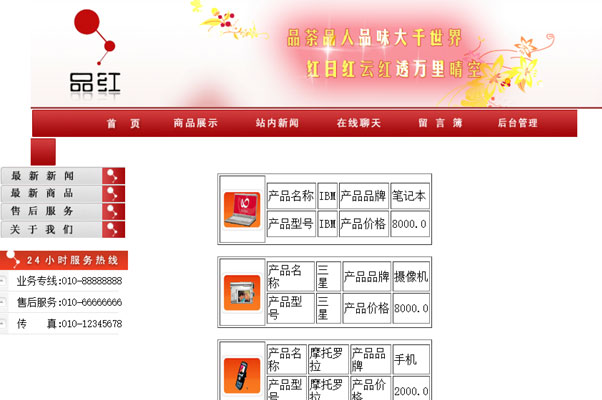 品茶品人品味大千世界
红日红云红透万里晴空
品红
首 页 商品展示 站内新闻 在线聊天 留 言 簿 后台管理
最 新 新 闻
最 新 商 品
售 后 服 务
关 于 我 们
24小时服务热线
业务专线:010-88888888
售后服务:010-66666666
传 真:010-12345678
产品名称 IBM 产品品牌 笔记本
产品型号 IBM 产品价格 8000.0
产品名称 三星 产品品牌 摄像机
产品型号 三星 产品价格 8000.0
产品名称 摩托罗拉 产品品牌 手机
产品型号 摩托罗拉 产品价格 2000.0